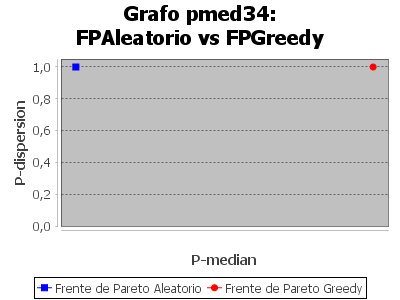 Grafo pmed34:
FPAleatorio vs FPGreedy
P-dispersion
1,0
0,8
0,6
0,4
0,2
0,0
P-median
Frente de Pareto Aleatorio
Frente de Pareto Greedy